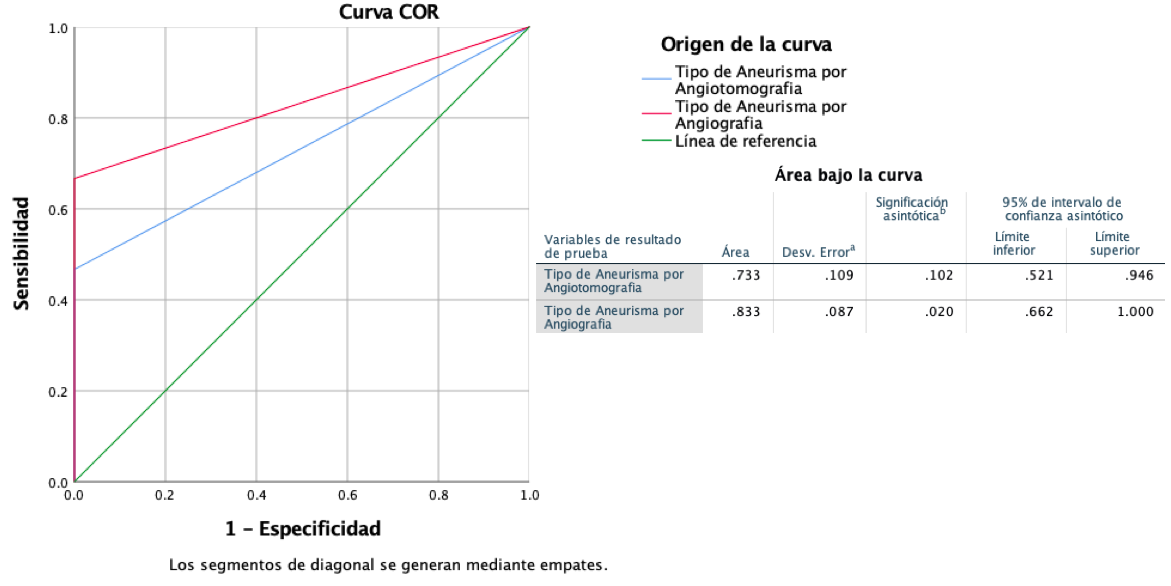 Curva COR
1.0
0.8
0.6
0.4
0.2
0.0
0.0 0.2 0.4 0.6 0.8 1.0
Sensibilidad
1 - Especificidad
Los segmentos de diagonal se generan mediante empates.
Origen de la curva
Tipo de Aneurisma por
Angiotomografia
Tipo de Aneurisma por
Angiografia
Línea de referencia
Área bajo la curva
Variables de resultado
de prueba
Área
Desv. Errorᵃ
Significación
asintóticaᵇ
95% de intervalo de
confianza asintótico
Límite
inferior
Límite
superior
Tipo de Aneurisma por
Angiotomografia
.733 .109 .102 .521 .946
Tipo de Aneurisma por
Angiografia
.833 .087 .020 .662 1.000